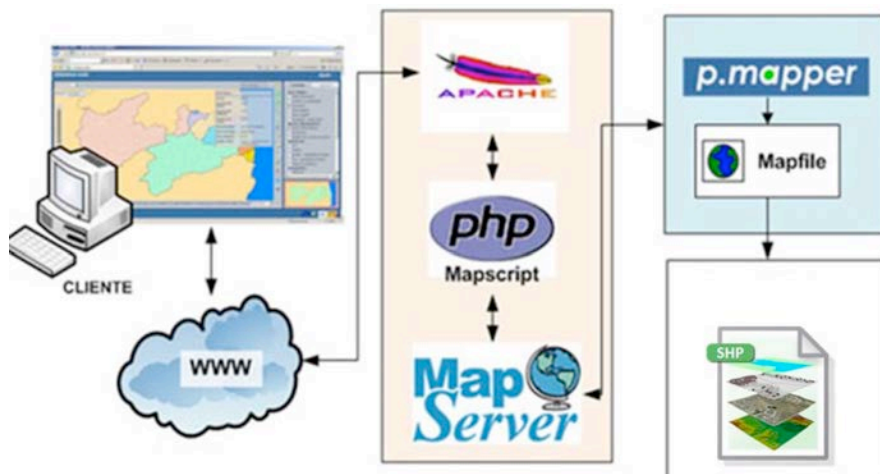 CLIENTE
WWW
APACHE
php
Mapscript
Map
Server
p.mapper
Mapfile
SHP